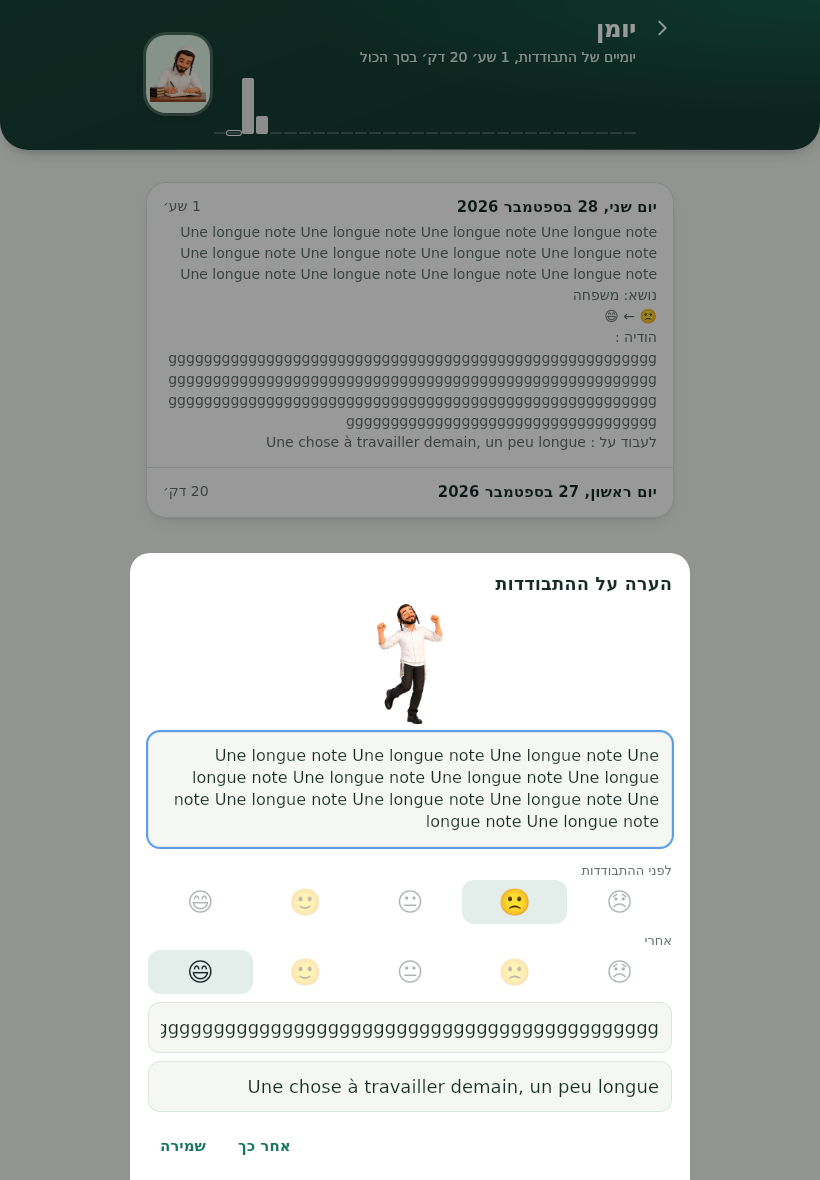 יומן
יומיים של התבודדות, 1 שע׳ 20 דק׳ בסך הכול
יום שני, 28 בספטמבר 2026
1 שע׳
Une longue note Une longue note Une longue note Une longue note
Une longue note Une longue note Une longue note Une longue note
Une longue note Une longue note Une longue note Une longue note
נושא: משפחה
🙁 ← 😄
הודיה :
ggggggggggggggggggggggggggggggggggggggggggggggggggggggg
ggggggggggggggggggggggggggggggggggggggggggggggggggggggg
ggggggggggggggggggggggggggggggggggggggggggggggggggggggg
ggggggggggggggggggggggggggggggggggg
לעבוד על : Une chose à travailler demain, un peu longue
יום ראשון, 27 בספטמבר 2026
20 דק׳
הערה על ההתבודדות
Une longue note Une longue note Une longue note Une
longue note Une longue note Une longue note Une longue
note Une longue note Une longue note Une longue note Une
longue note Une longue note
לפני ההתבודדות
אחרי
ggggggggggggggggggggggggggggggggggggggggggg
Une chose à travailler demain, un peu longue
אחר כך
שמירה